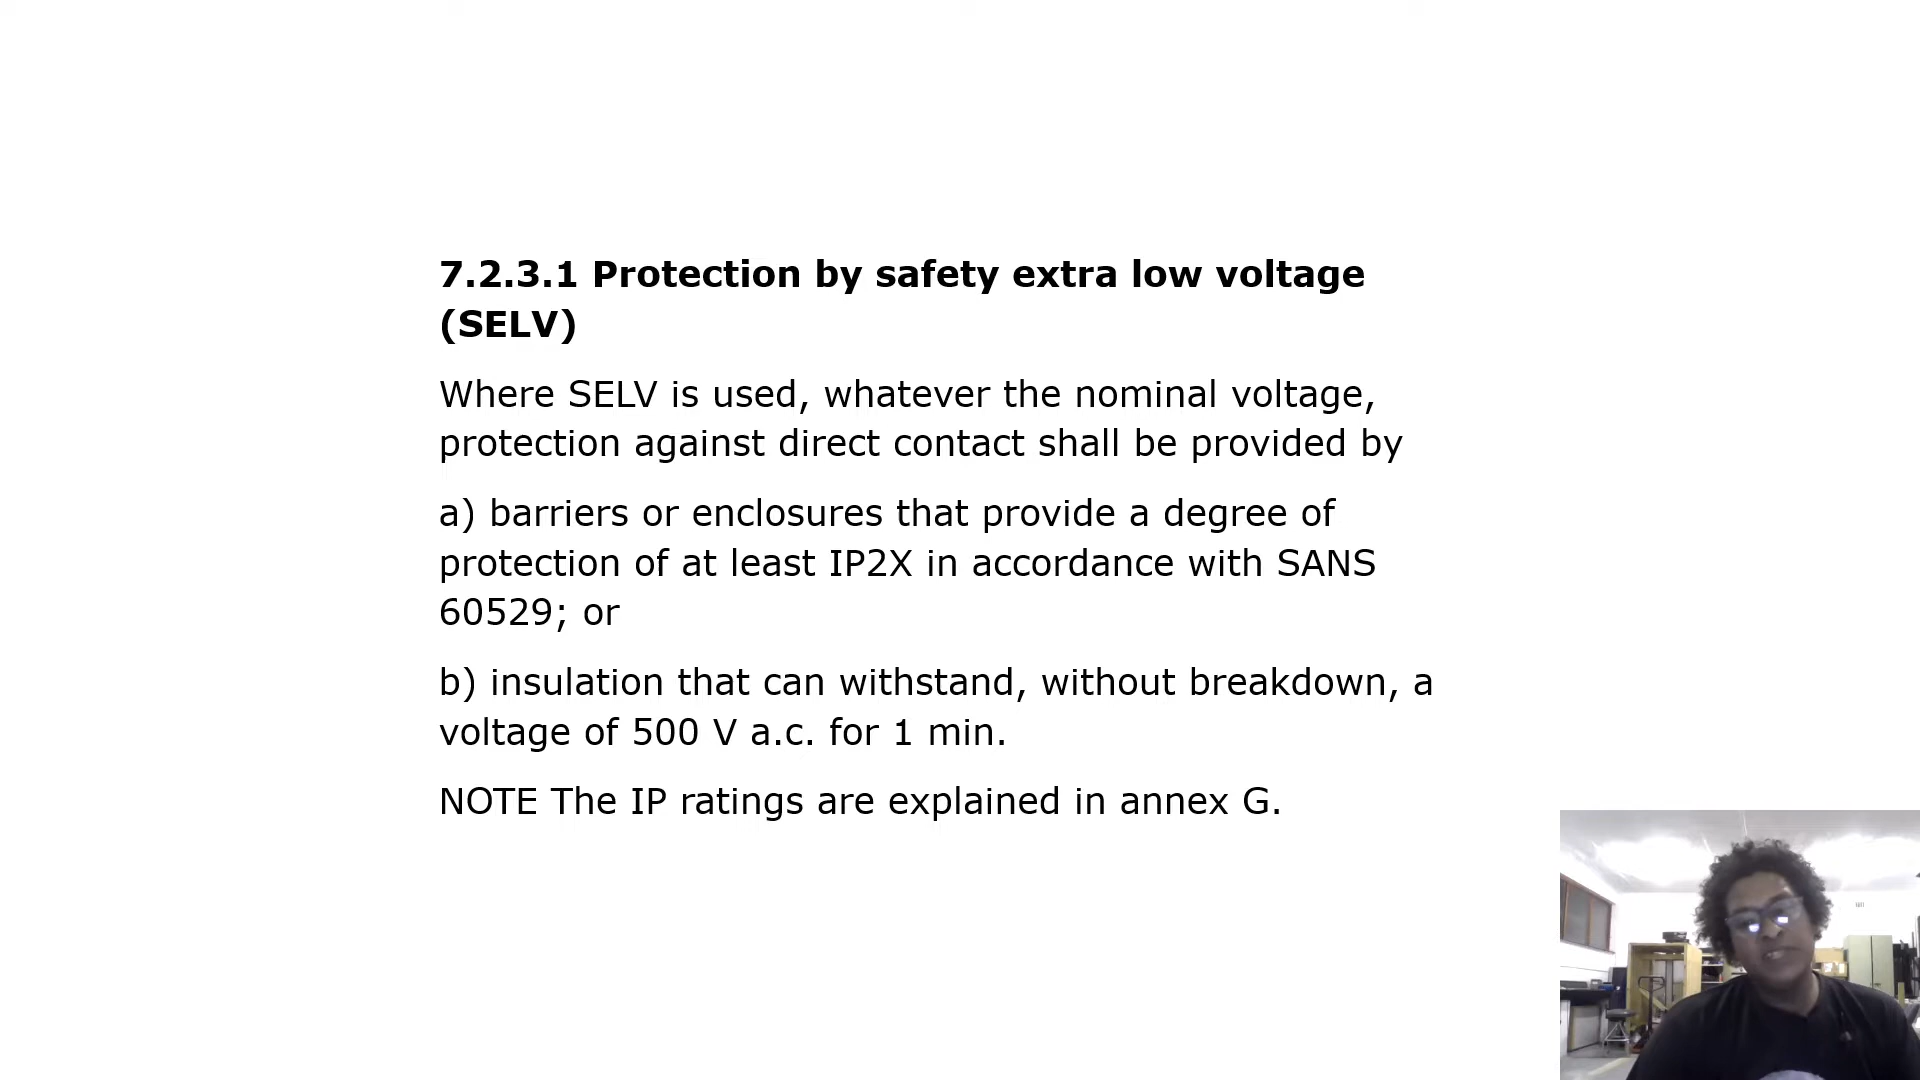 7.2.3.1 Protection by safety extra low voltage
(SELV)
Where SELV is used, whatever the nominal voltage,
protection against direct contact shall be provided by
a) barriers or enclosures that provide a degree of
protection of at least IP2X in accordance with SANS
60529; or
b) insulation that can withstand, without breakdown, a
voltage of 500 V a.c. for 1 min.
NOTE The IP ratings are explained in annex G.